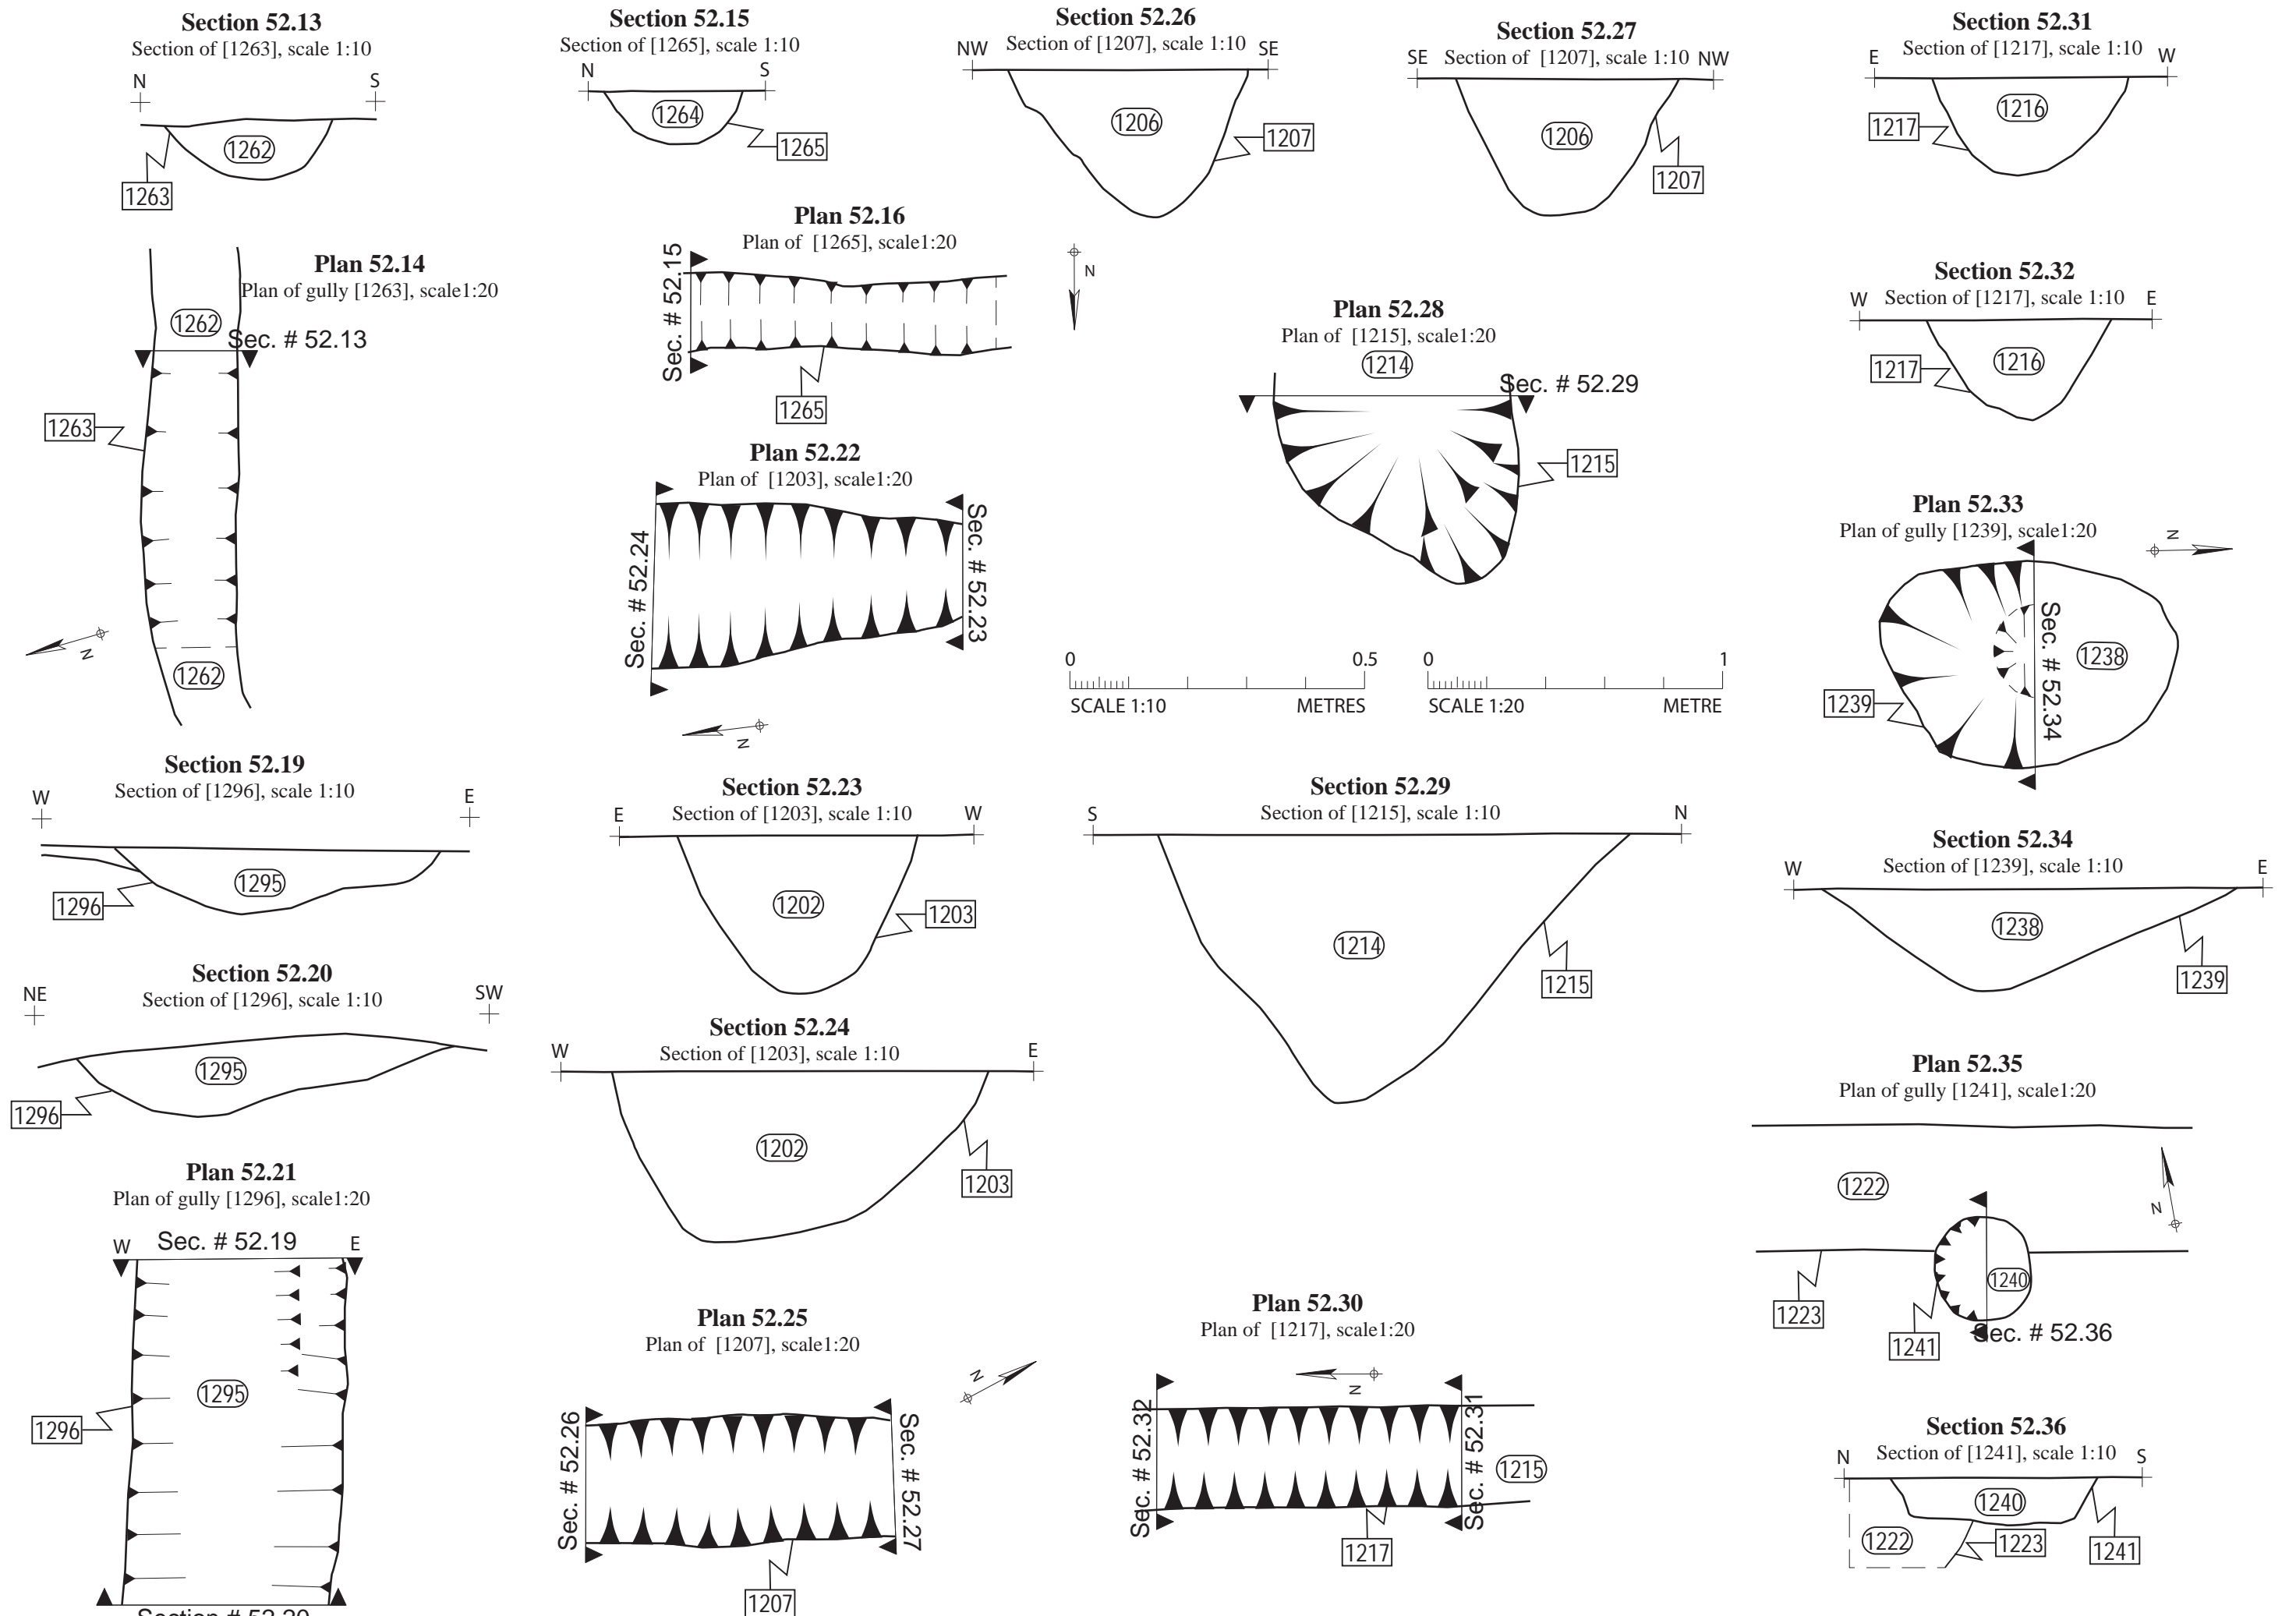 Section 52.13
Section of [1263], scale 1:10
N
S
1262
1263
Section 52.15
Section of [1265], scale 1:10
N
S
1264
1265
Section 52.26
NW
Section of [1207], scale 1:10
SE
1206
1207
Section 52.27
SE
Section of [1207], scale 1:10
NW
1206
1207
Section 52.31
E
Section of [1217], scale 1:10
W
1216
1217
Plan 52.14
Plan of gully [1263], scale1:20
1262
Sec. # 52.13
1263
1262
N
Plan 52.16
Plan of [1265], scale1:20
Sec. # 52.15
1265
N
Plan 52.22
Plan of [1203], scale1:20
Sec. # 52.24
Sec. # 52.23
N
Plan 52.28
Plan of [1215], scale1:20
1214
Sec. # 52.29
1215
Section 52.32
W
Section of [1217], scale 1:10
E
1216
1217
Plan 52.33
Plan of gully [1239], scale1:20
N
1238
Sec. # 52.34
1239
0
0.5
SCALE 1:10
METRES
0
1
SCALE 1:20
METRE
Section 52.19
Section of [1296], scale 1:10
W
E
1295
1296
Section 52.20
Section of [1296], scale 1:10
NE
SW
1295
1296
Plan 52.21
Plan of gully [1296], scale1:20
W
Sec. # 52.19
E
1295
1296
Section # 52.20
Section 52.23
Section of [1203], scale 1:10
E
W
1202
1203
Section 52.24
Section of [1203], scale 1:10
W
E
1202
1203
Plan 52.25
Plan of [1207], scale1:20
N
Sec. # 52.26
Sec. # 52.27
1207
Section 52.29
Section of [1215], scale 1:10
S
N
1214
1215
Plan 52.30
Plan of [1217], scale1:20
N
Sec. # 52.32
Sec. # 52.31
1215
1217
Section 52.34
Section of [1239], scale 1:10
W
E
1238
1239
Plan 52.35
Plan of gully [1241], scale1:20
1222
N
1240
1223
1241
Sec. # 52.36
Section 52.36
Section of [1241], scale 1:10
N
S
1240
1222
1223
1241